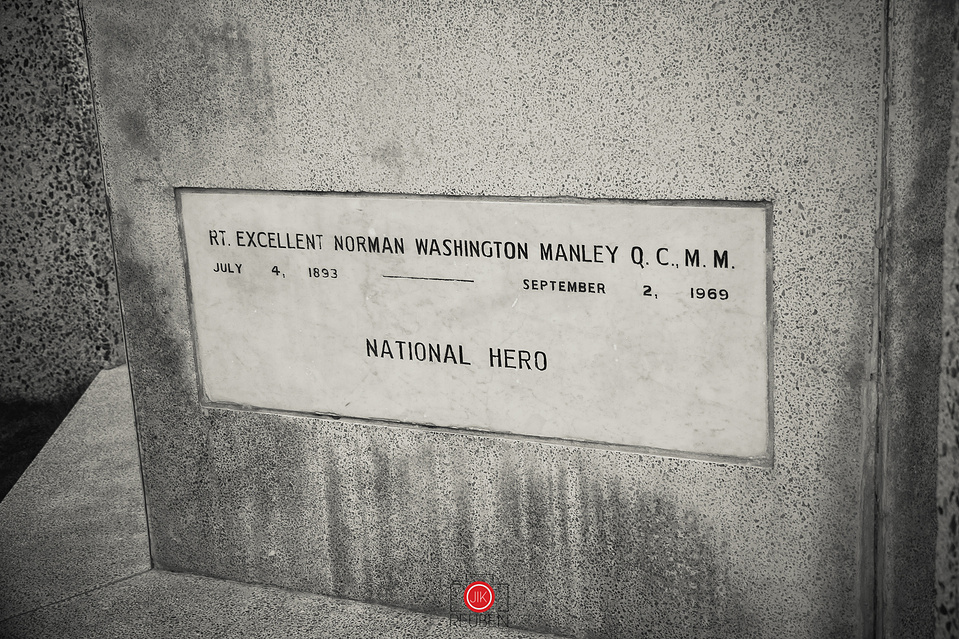 RT. EXCELLENT NORMAN WASHINGTON MANLEY Q. C., M. M.
JULY 4, 1893 ——— SEPTEMBER 2, 1969
NATIONAL HERO
JIK
REUBEN